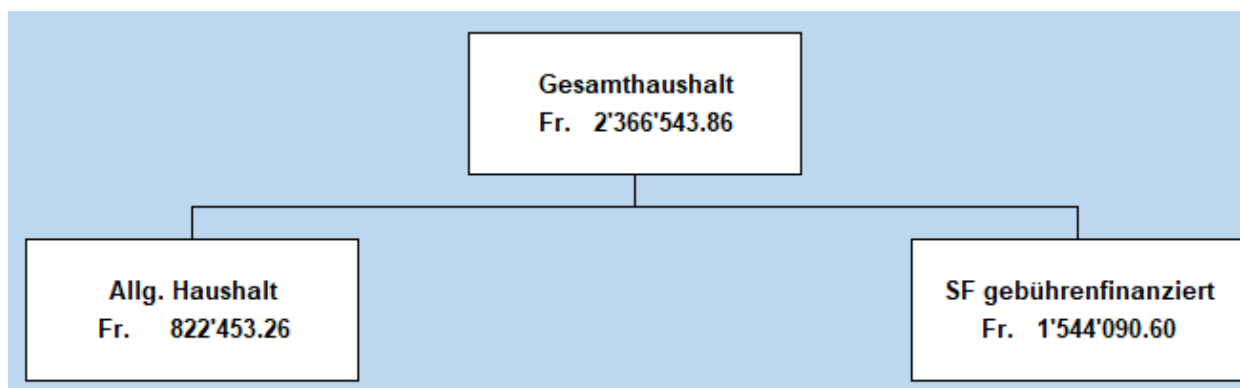 Gesamthaushalt
Fr. 2'366'543.86
Allg. Haushalt
Fr. 822'453.26
SF gebührenfinanziert
Fr. 1'544'090.60